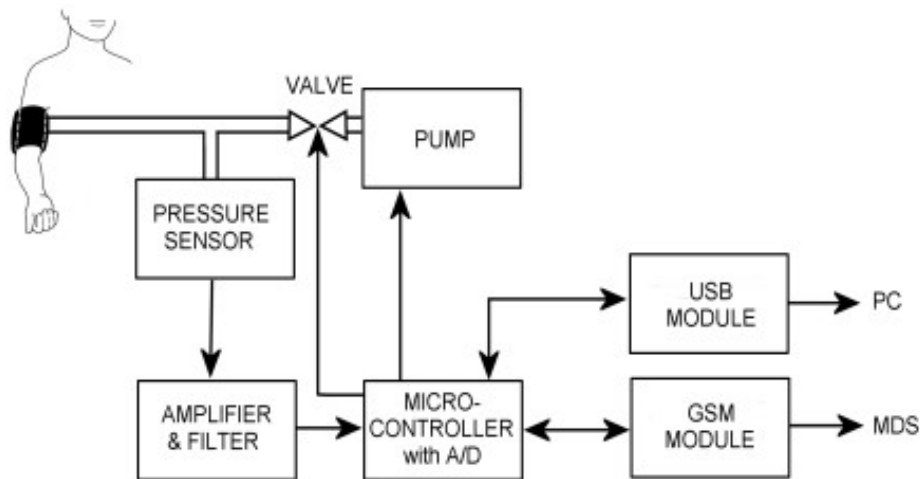 VALVE
PUMP
PRESSURE
SENSOR
USB
MODULE
PC
AMPLIFIER
& FILTER
MICRO-
CONTROLLER
with A/D
GSM
MODULE
MDS